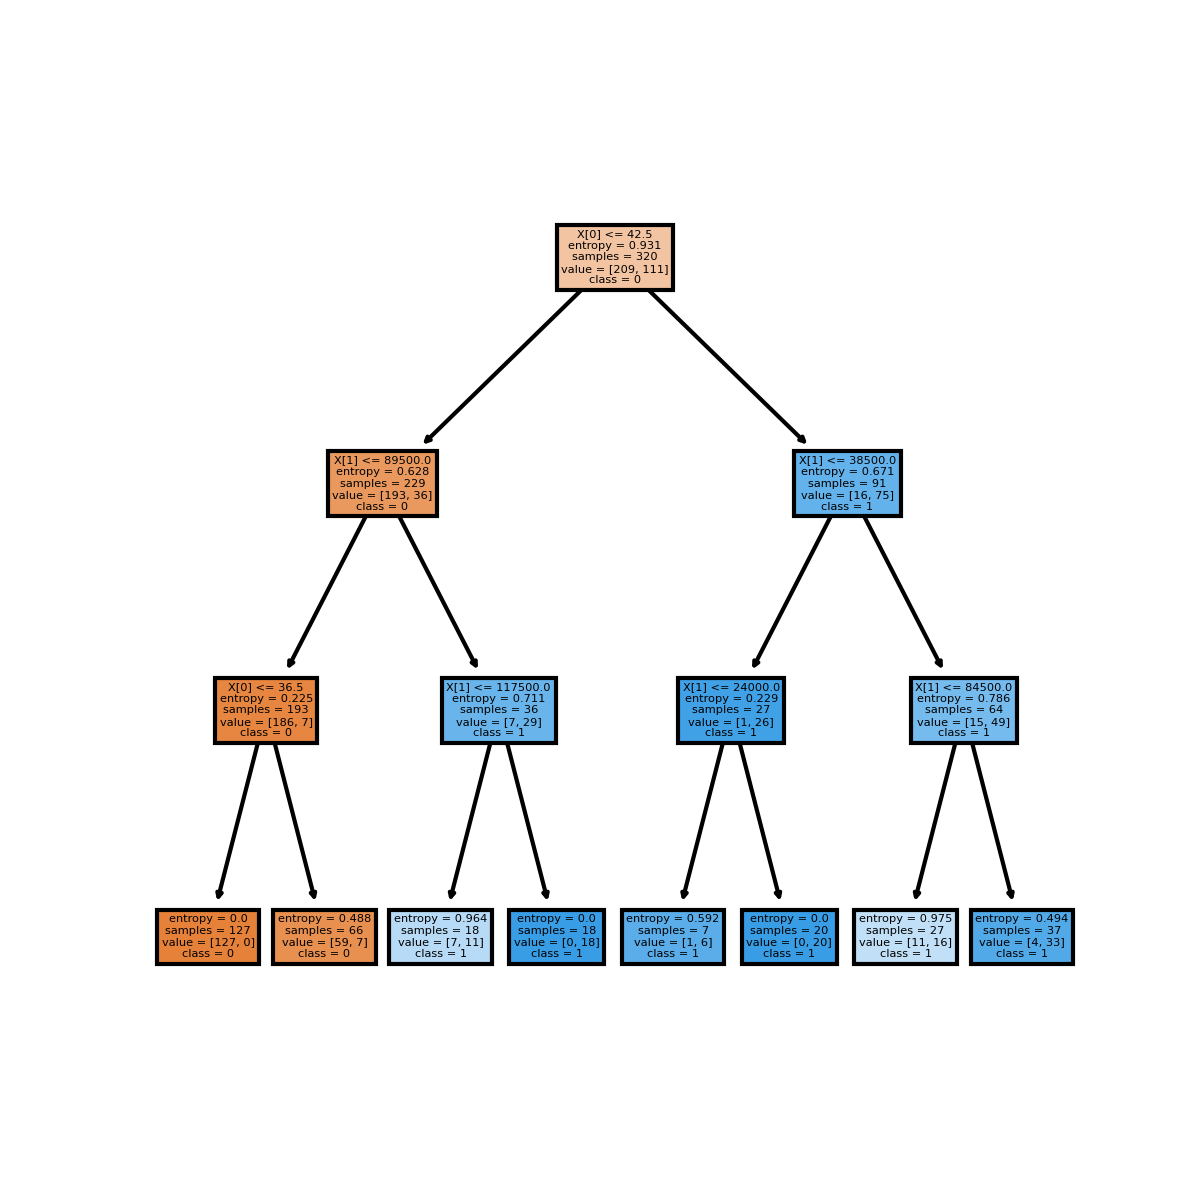 X[0] <= 42.5
entropy = 0.931
samples = 320
value = [209, 111]
class = 0
X[1] <= 89500.0
entropy = 0.628
samples = 229
value = [193, 36]
class = 0
X[1] <= 38500.0
entropy = 0.671
samples = 91
value = [16, 75]
class = 1
X[0] <= 36.5
entropy = 0.225
samples = 193
value = [186, 7]
class = 0
X[1] <= 117500.0
entropy = 0.711
samples = 36
value = [7, 29]
class = 1
X[1] <= 24000.0
entropy = 0.229
samples = 27
value = [1, 26]
class = 1
X[1] <= 84500.0
entropy = 0.786
samples = 64
value = [15, 49]
class = 1
entropy = 0.0
samples = 127
value = [127, 0]
class = 0
entropy = 0.488
samples = 66
value = [59, 7]
class = 0
entropy = 0.964
samples = 18
value = [7, 11]
class = 1
entropy = 0.0
samples = 18
value = [0, 18]
class = 1
entropy = 0.592
samples = 7
value = [1, 6]
class = 1
entropy = 0.0
samples = 20
value = [0, 20]
class = 1
entropy = 0.975
samples = 27
value = [11, 16]
class = 1
entropy = 0.494
samples = 37
value = [4, 33]
class = 1